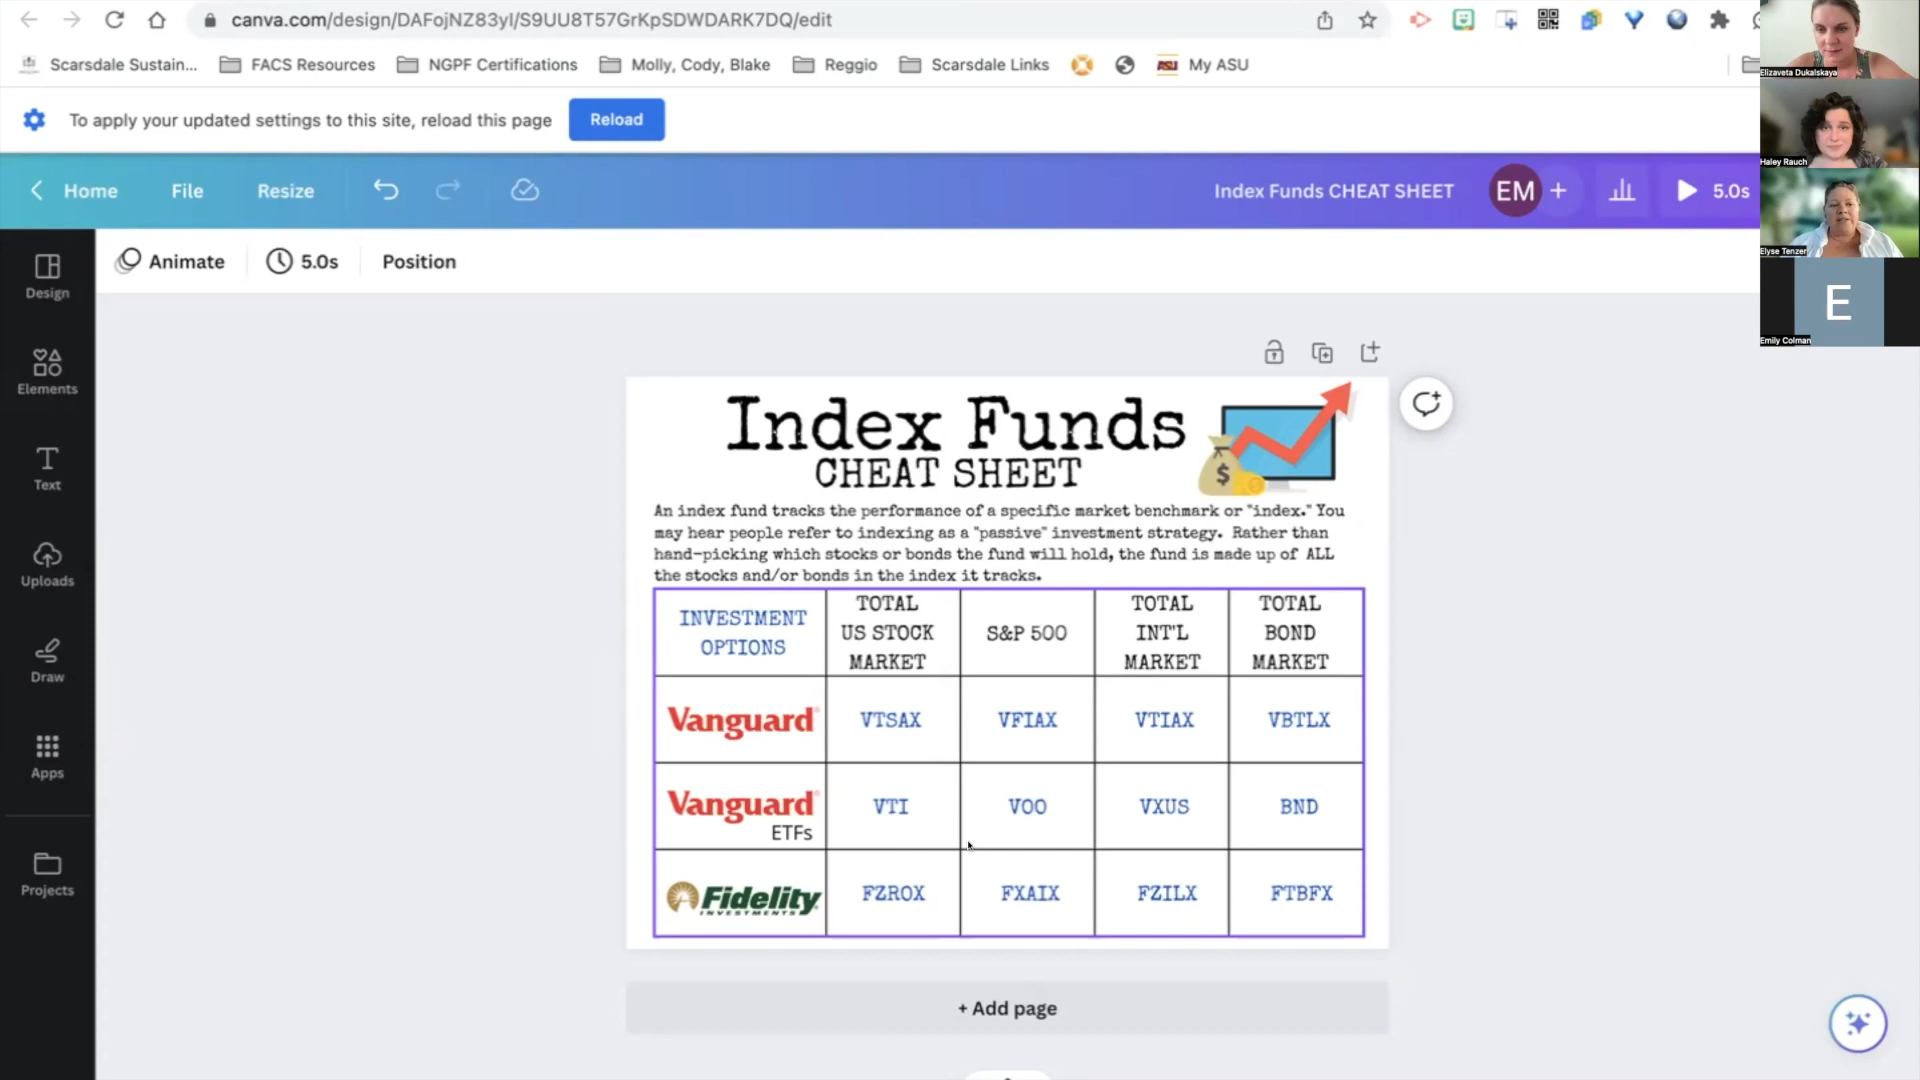 canva.com/design/DAFojNZ83yI/S9UU8T57GrKpSDWDARK7DQ/edit
Scarsdale Sustain... FACS Resources NGPF Certifications Molly, Cody, Blake Reggio Scarsdale Links ASU My ASU
To apply your updated settings to this site, reload this page Reload
Home File Resize Index Funds CHEAT SHEET EM + 5.0s
Animate 5.0s Position
Design
Elements
Text
Uploads
Draw
Apps
Projects
Elizaveta Dukalskaya
Haley Rauch
Elyse Tenzer
E
Emily Colman
Index Funds
CHEAT SHEET
$
An index fund tracks the performance of a specific market benchmark or "index." You
may hear people refer to indexing as a "passive" investment strategy. Rather than
hand-picking which stocks or bonds the fund will hold, the fund is made up of ALL
the stocks and/or bonds in the index it tracks.
INVESTMENT OPTIONS TOTAL US STOCK MARKET S&P 500 TOTAL INT'L MARKET TOTAL BOND MARKET
Vanguard VTSAX VFIAX VTIAX VBTLX
Vanguard ETFs VTI VOO VXUS BND
Fidelity INVESTMENTS FZROX FXAIX FZILX FTBFX
+ Add page